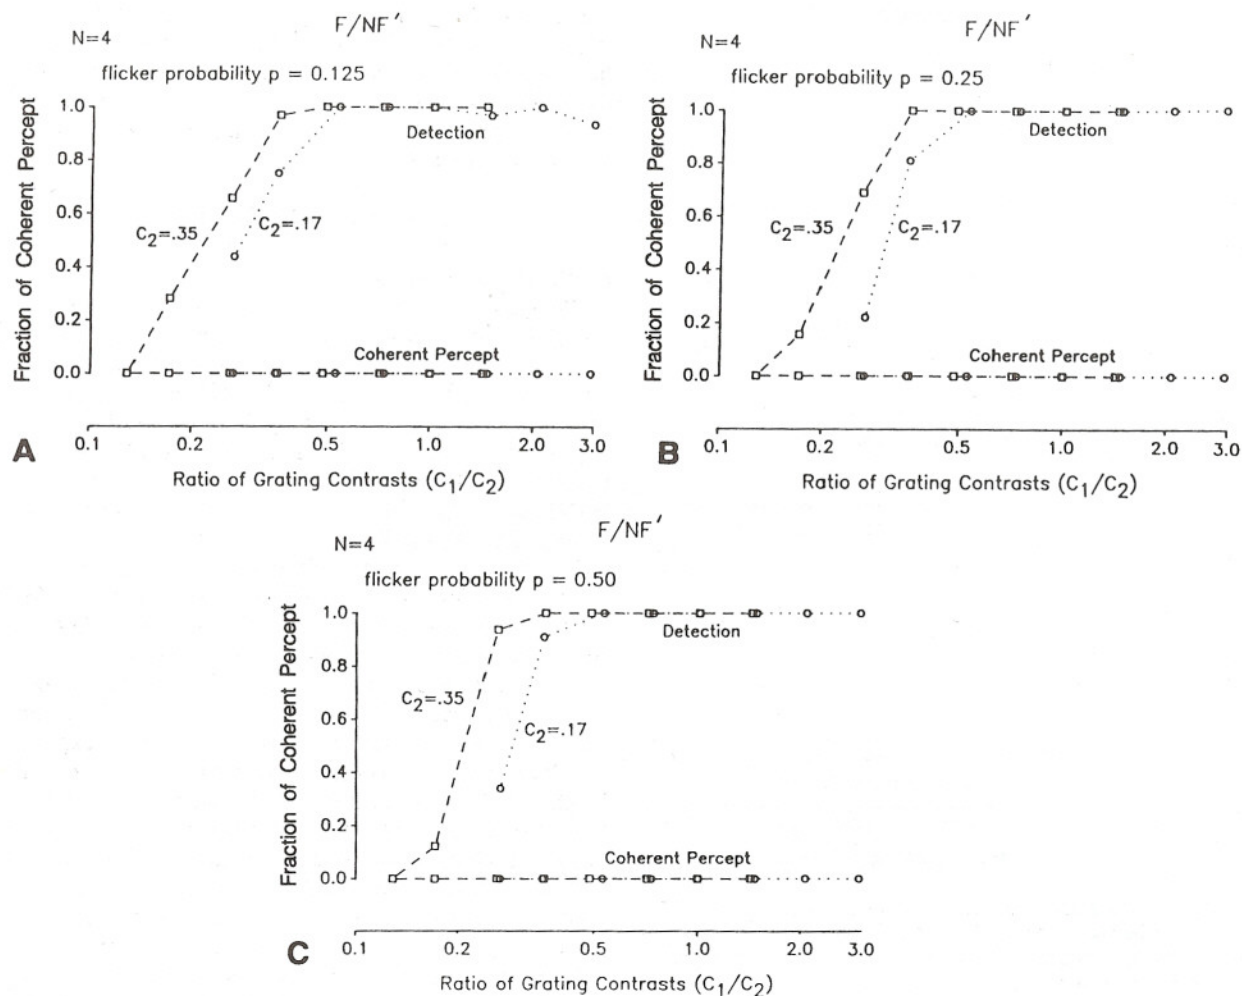 F/NF'
N=4
flicker probability p = 0.125
1.0
0.8
0.6
0.4
0.2
0.0
Fraction of Coherent Percept
Detection
C2=.35
C2=.17
Coherent Percept
0.1 0.2 0.5 1.0 2.0 3.0
A
Ratio of Grating Contrasts (C1/C2)
F/NF'
N=4
flicker probability p = 0.25
1.0
0.8
0.6
0.4
0.2
0.0
Fraction of Coherent Percept
Detection
C2=.35
C2=.17
Coherent Percept
0.1 0.2 0.5 1.0 2.0 3.0
B
Ratio of Grating Contrasts (C1/C2)
F/NF'
N=4
flicker probability p = 0.50
1.0
0.8
0.6
0.4
0.2
0.0
Fraction of Coherent Percept
Detection
C2=.35
C2=.17
Coherent Percept
C
0.1 0.2 0.5 1.0 2.0 3.0
Ratio of Grating Contrasts (C1/C2)